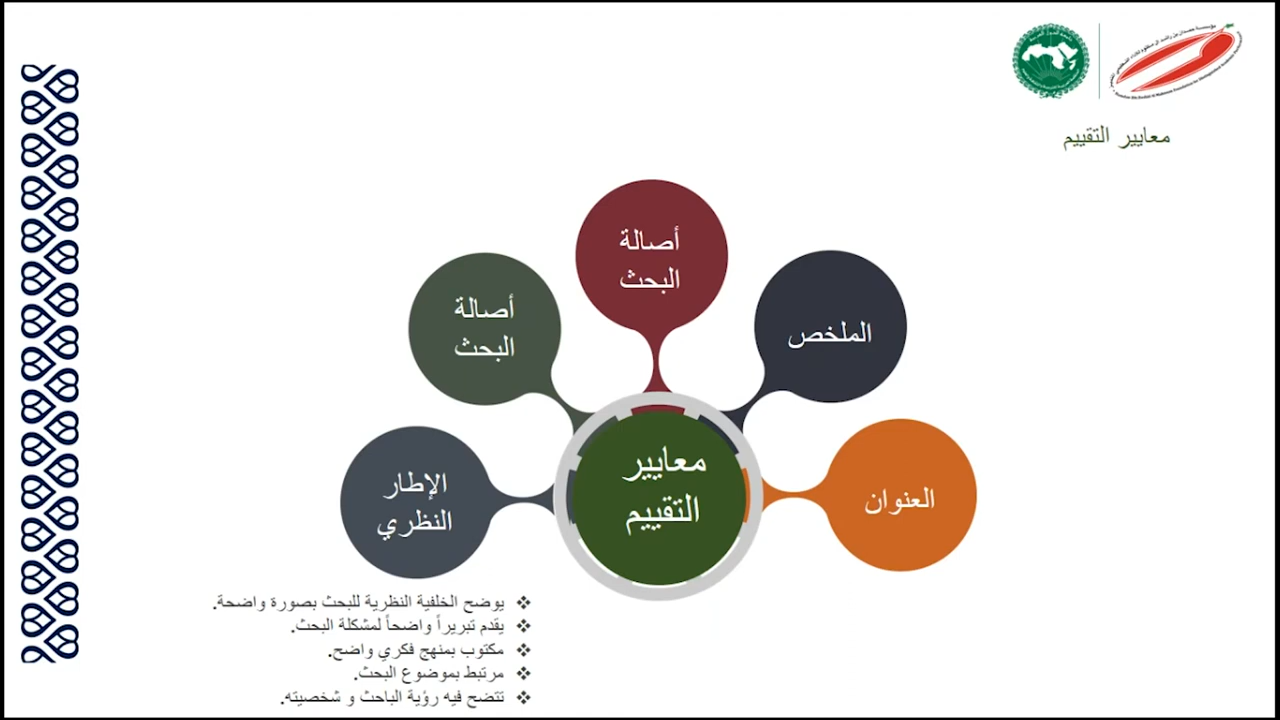 معايير التقييم
أصالة
البحث
أصالة
البحث
الملخص
العنوان
معايير
التقييم
الإطار
النظري
يوضح الخلفية النظرية للبحث بصورة واضحة.
يقدم تبريراً واضحاً لمشكلة البحث.
مكتوب بمنهج فكري واضح.
مرتبط بموضوع البحث.
تتضح فيه رؤية الباحث و شخصيته.